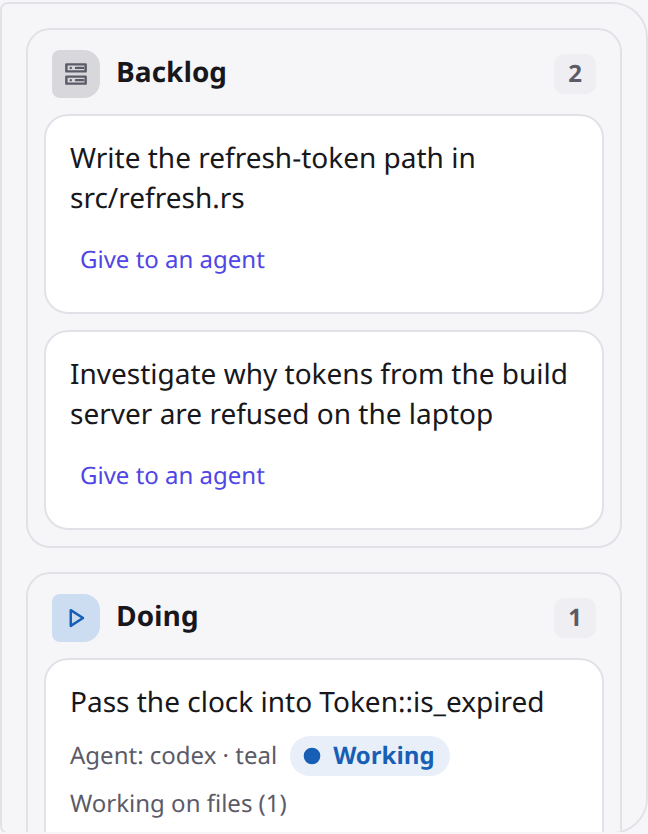 Backlog
2
Write the refresh-token path in
src/refresh.rs
Give to an agent
Investigate why tokens from the build
server are refused on the laptop
Give to an agent
Doing
1
Pass the clock into Token::is_expired
Agent: codex · teal
Working
Working on files (1)